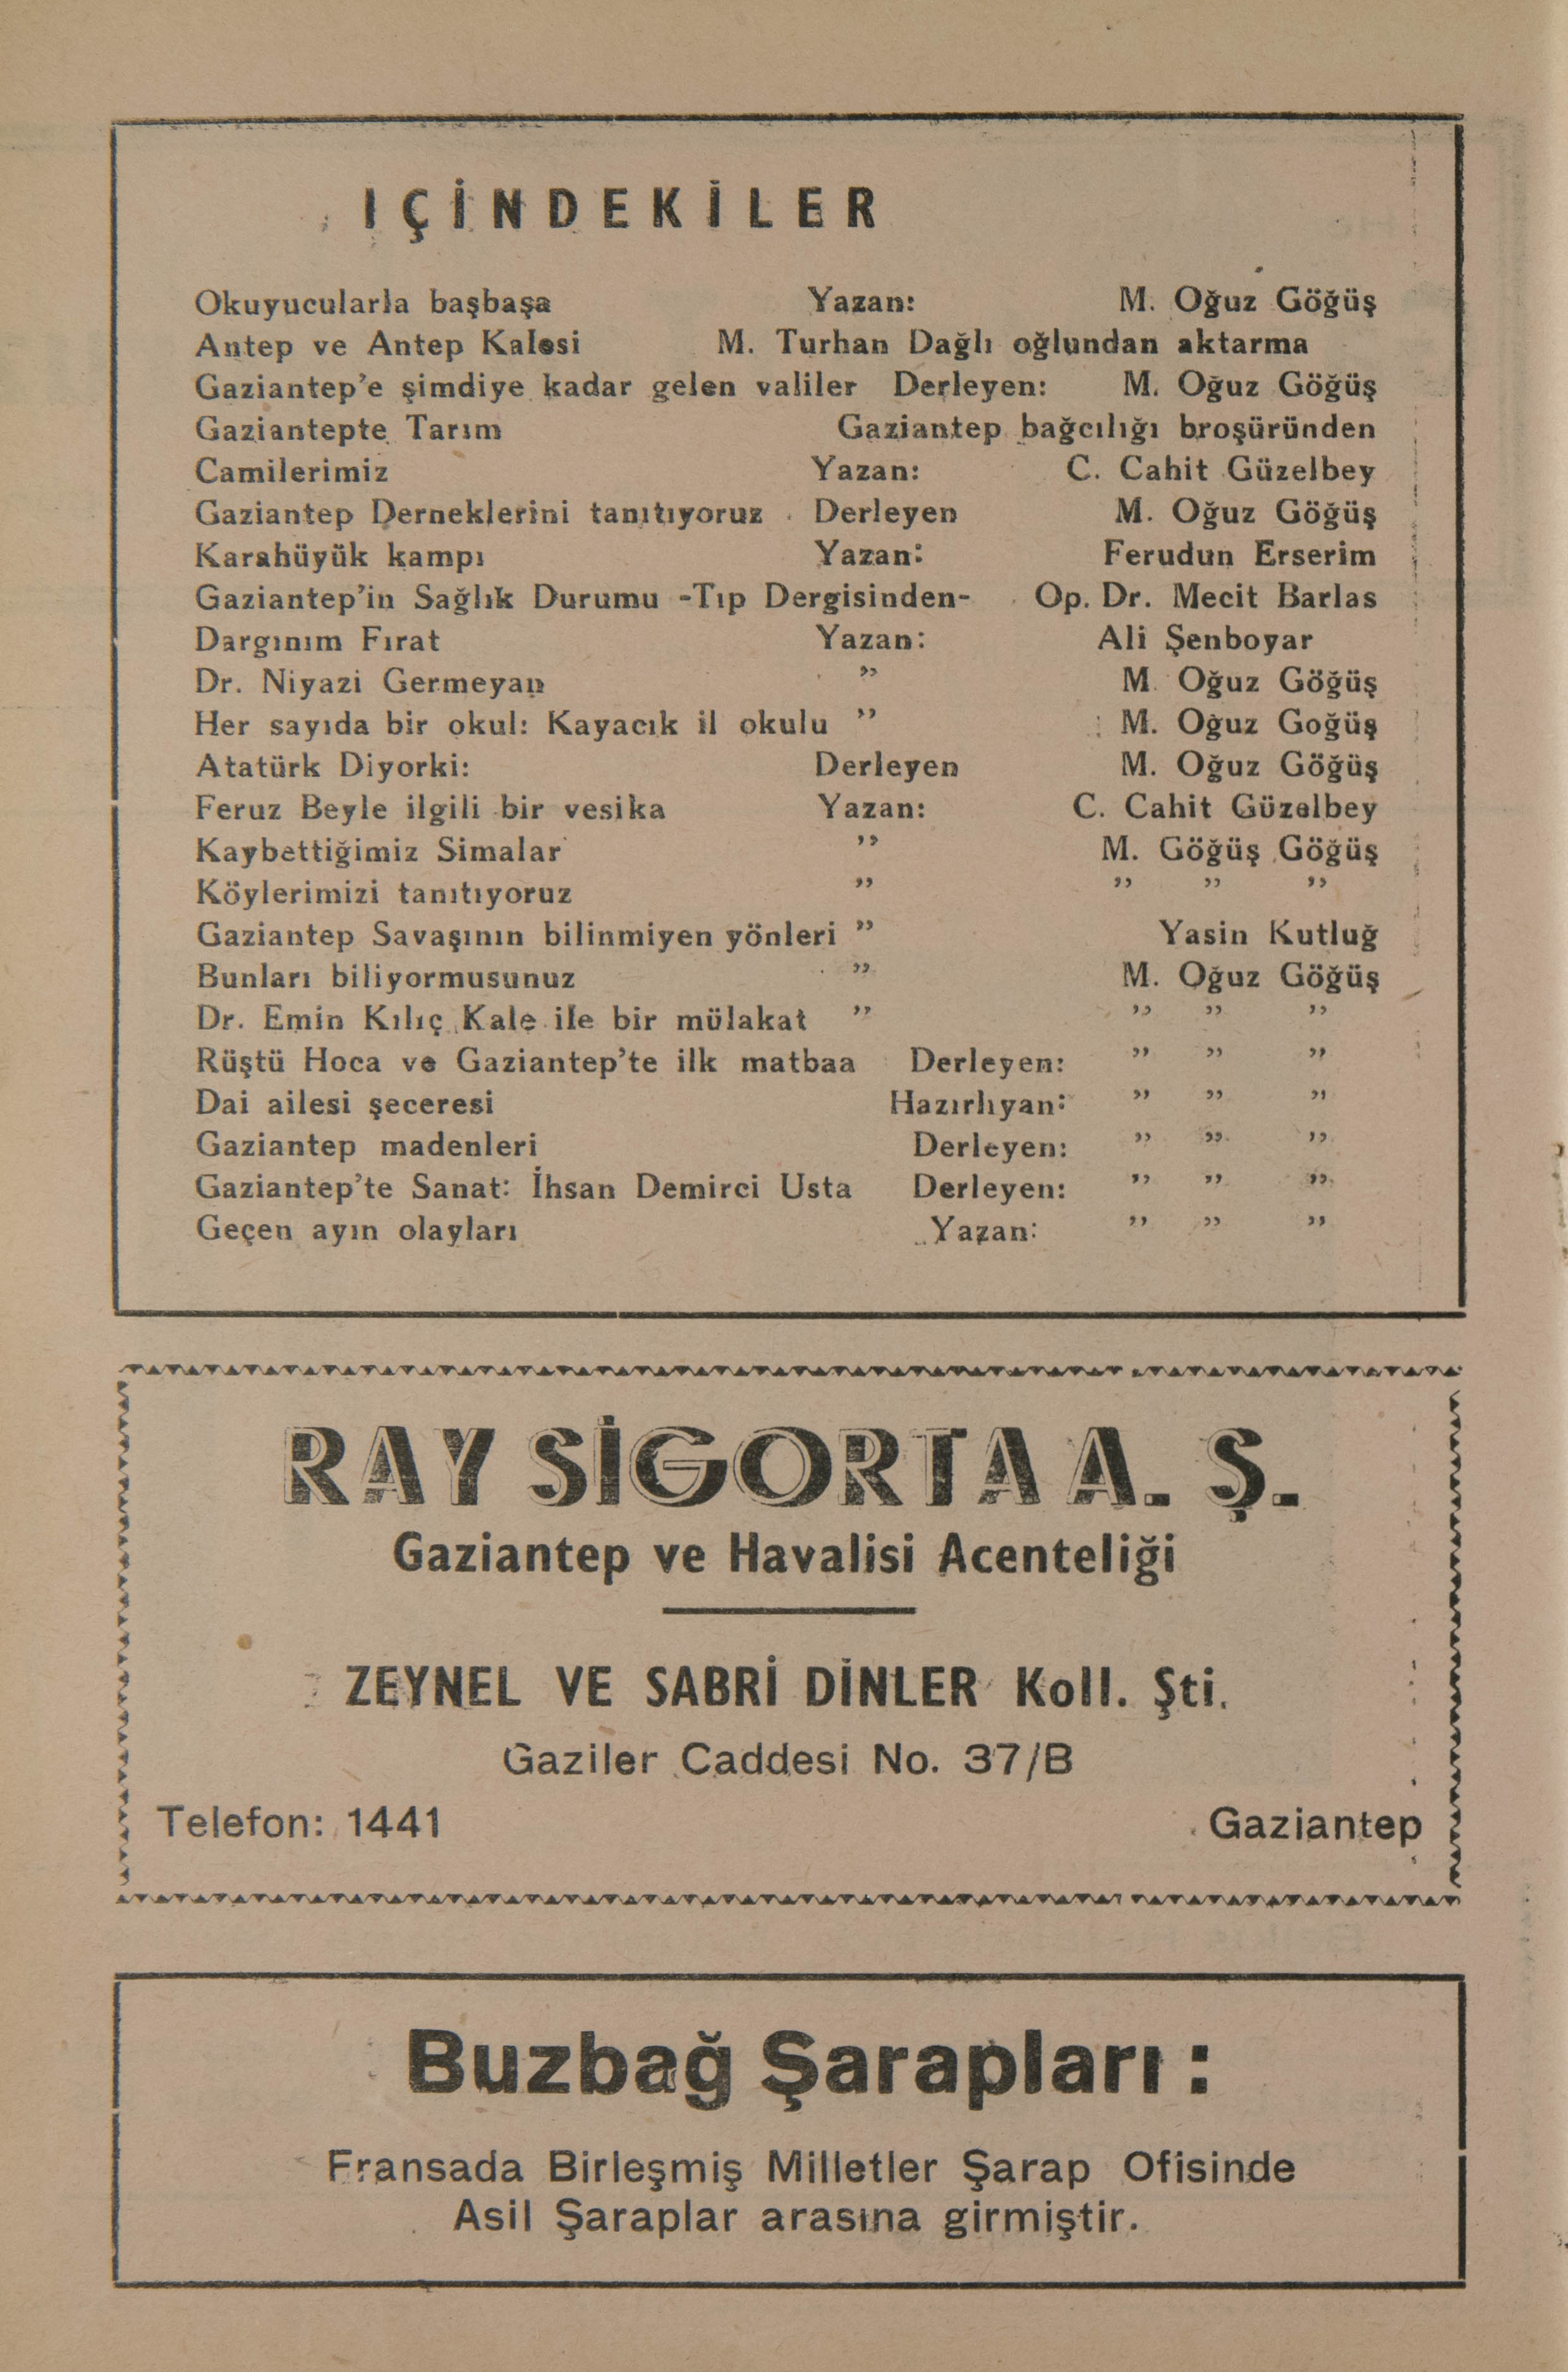 IÇİNDEKİLER
Okuyucularla başbaşa Yazan: M. Oğuz Göğüş
Antep ve Antep Kalesi M. Turhan Dağlı oğlundan aktarma
Gaziantep'e şimdiye kadar gelen valiler Derleyen: M. Oğuz Göğüş
Gaziantepte Tarım Gaziantep bağcılığı broşüründen
Camilerimiz Yazan: C. Cahit Güzelbey
Gaziantep Derneklerini tanıtıyoruz Derleyen M. Oğuz Göğüş
Karahüyük kampı Yazan: Ferudun Erserim
Gaziantep'in Sağlık Durumu -Tıp Dergisinden- Op. Dr. Mecit Barlas
Dargınım Fırat Yazan: Ali Şenboyar
Dr. Niyazi Germeyan ,, M. Oğuz Göğüş
Her sayıda bir okul: Kayacık il okulu ,, M. Oğuz Goğüş
Atatürk Diyorki: Derleyen M. Oğuz Göğüş
Feruz Beyle ilgili bir vesika Yazan: C. Cahit Güzelbey
Kaybettiğimiz Simalar ,, M. Göğüş Göğüş
Köylerimizi tanıtıyoruz ,, ,, ,, ,,
Gaziantep Savaşının bilinmiyen yönleri ,, Yasin Kutluğ
Bunları biliyormusunuz ,, M. Oğuz Göğüş
Dr. Emin Kılıç Kale ile bir mülakat ,, ,, ,, ,,
Rüştü Hoca ve Gaziantep'te ilk matbaa Derleyen: ,, ,, ,,
Dai ailesi şeceresi Hazırlıyan: ,, ,, ,,
Gaziantep madenleri Derleyen: ,, ,, ,,
Gaziantep'te Sanat: İhsan Demirci Usta Derleyen: ,, ,, ,,
Geçen ayın olayları Yazan: ,, ,, ,,
RAY SİGORTA A. Ş.
Gaziantep ve Havalisi Acenteliği
ZEYNEL VE SABRİ DİNLER Koll. Şti.
Gaziler Caddesi No. 37/B
Telefon: 1441 Gaziantep
Buzbağ Şarapları :
Fransada Birleşmiş Milletler Şarap Ofisinde
Asil Şaraplar arasına girmiştir.